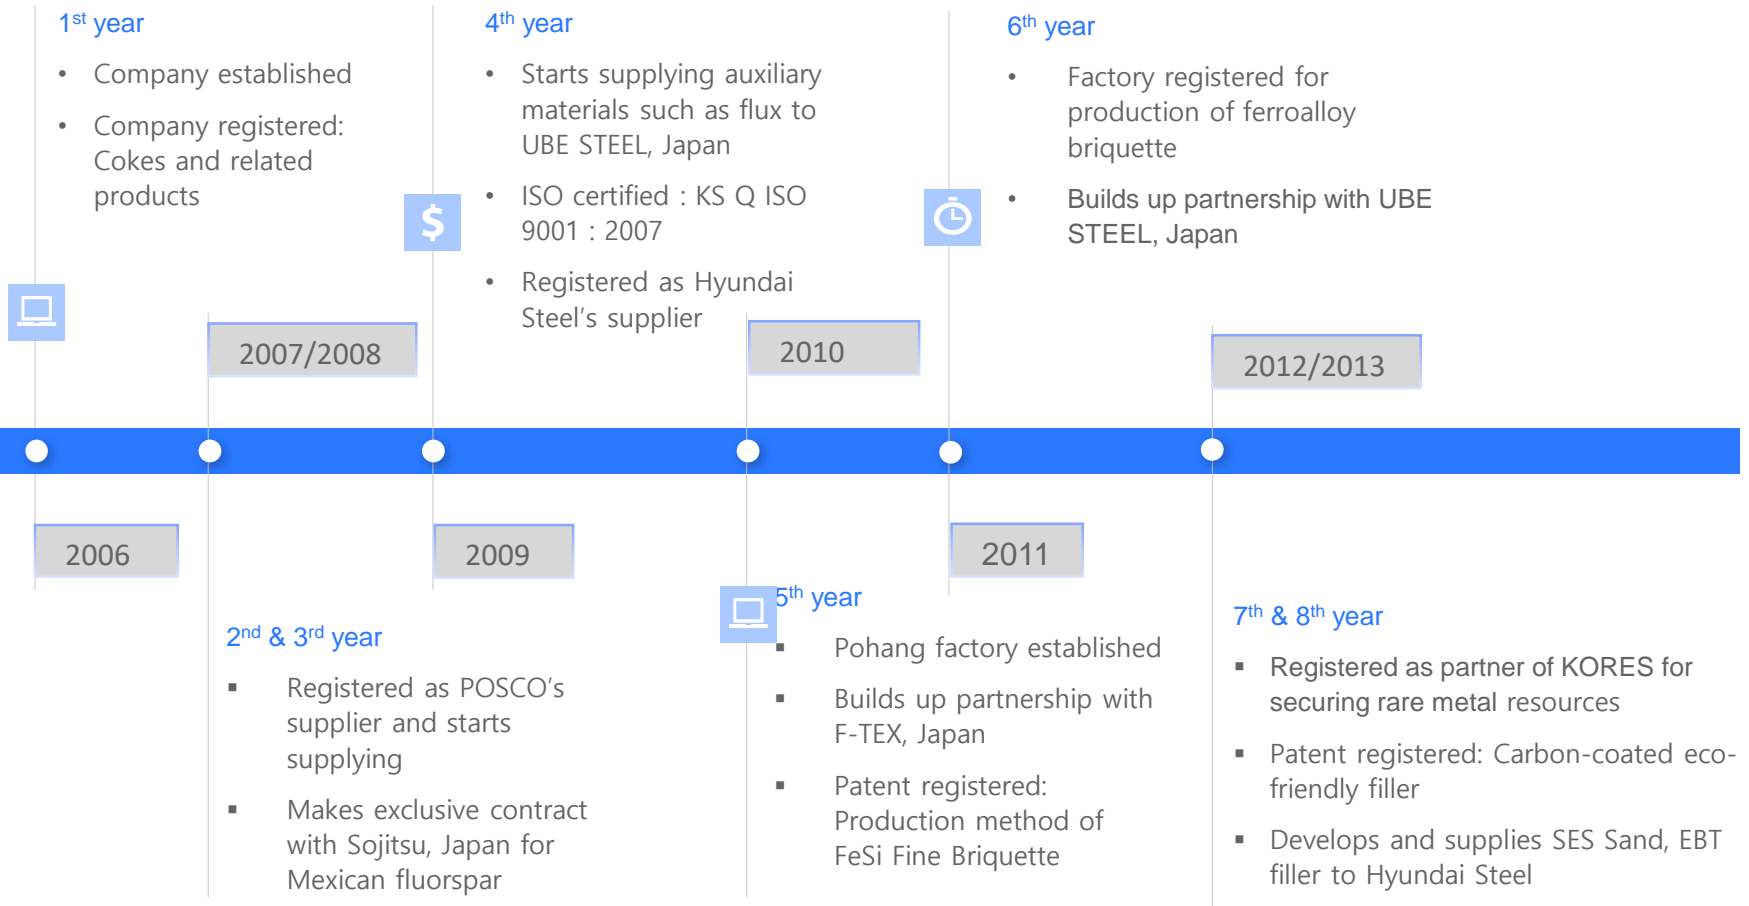 1st year
• Company established
• Company registered:
Cokes and related
products
4th year
• Starts supplying auxiliary
materials such as flux to
UBE STEEL, Japan
• ISO certified : KS Q ISO
9001 : 2007
• Registered as Hyundai
Steel’s supplier
6th year
• Factory registered for
production of ferroalloy
briquette
• Builds up partnership with UBE
STEEL, Japan
$
2007/2008
2010
2012/2013
2006
2009
2011
2nd & 3rd year
▪ Registered as POSCO’s
supplier and starts
supplying
▪ Makes exclusive contract
with Sojitsu, Japan for
Mexican fluorspar
5th year
▪ Pohang factory established
▪ Builds up partnership with
F-TEX, Japan
▪ Patent registered:
Production method of
FeSi Fine Briquette
7th & 8th year
▪ Registered as partner of KORES for
securing rare metal resources
▪ Patent registered: Carbon-coated eco-
friendly filler
▪ Develops and supplies SES Sand, EBT
filler to Hyundai Steel